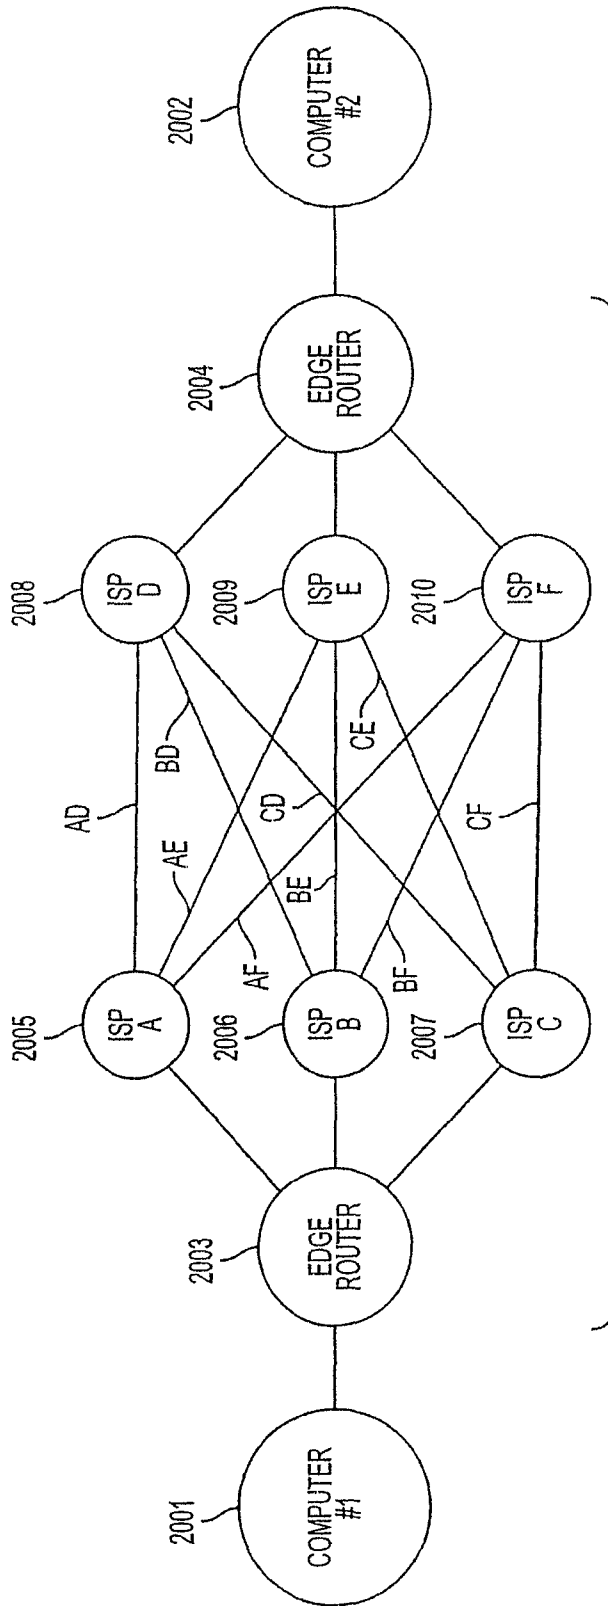 2001
COMPUTER
#1
2003
EDGE
ROUTER
2005
ISP
A
2006
ISP
B
2007
ISP
C
AD
AE
BD
AF
CD
BE
CE
BF
CF
2008
ISP
D
2009
ISP
E
2010
ISP
F
2004
EDGE
ROUTER
2002
COMPUTER
#2